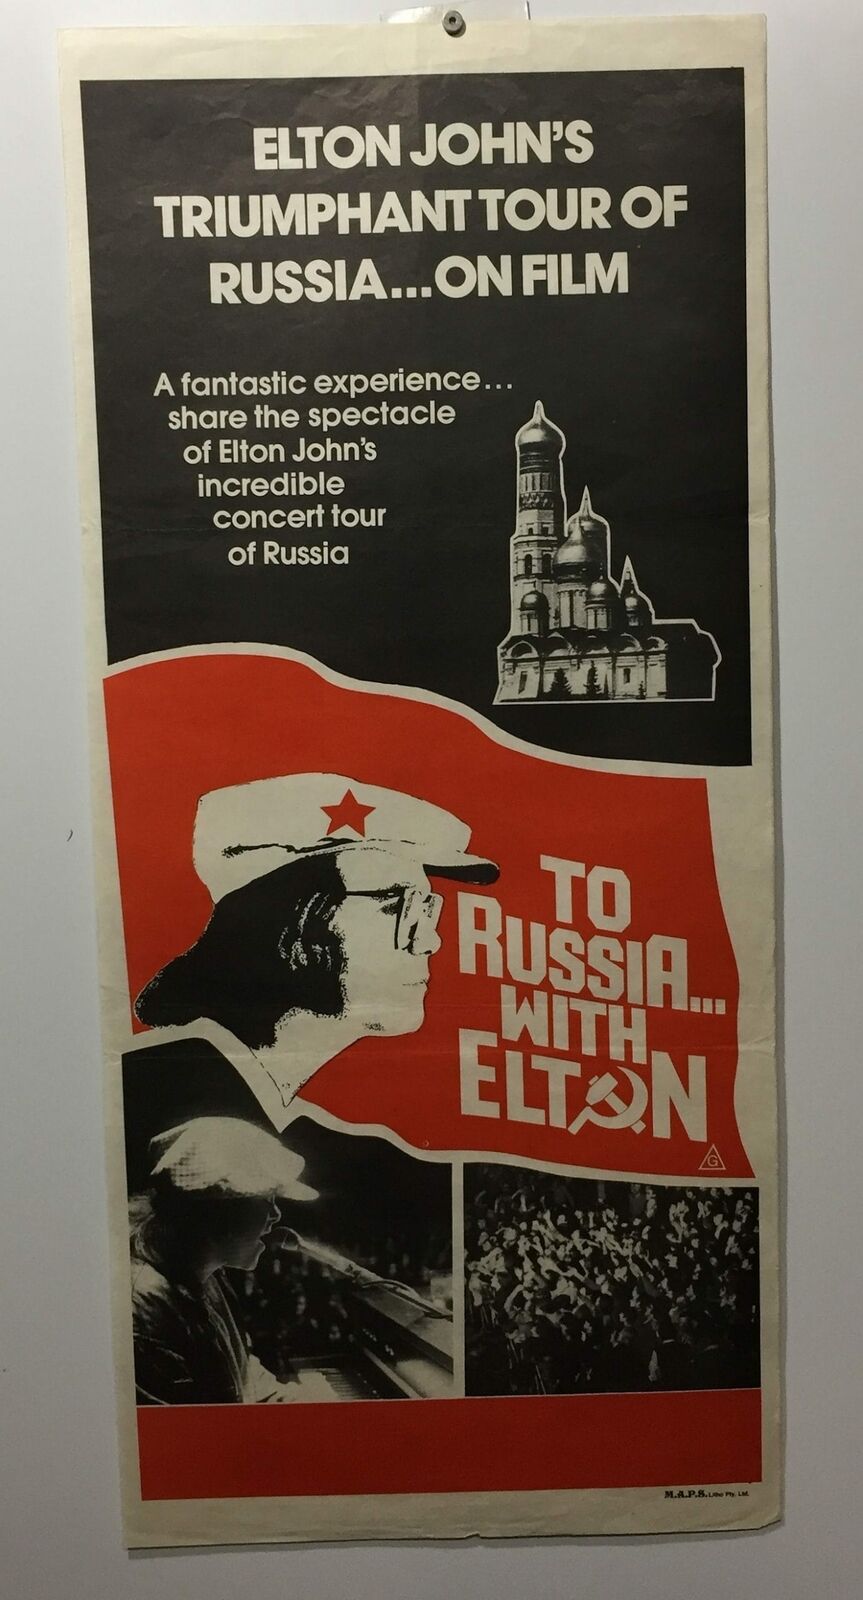 ELTON JOHN'S
TRIUMPHANT TOUR OF
RUSSIA...ON FILM
A fantastic experience...
share the spectacle
of Elton John's
incredible
concert tour
of Russia
TO
RUSSIA...
WITH
ELTON
G
M.A.P.S. Litho Pty. Ltd.